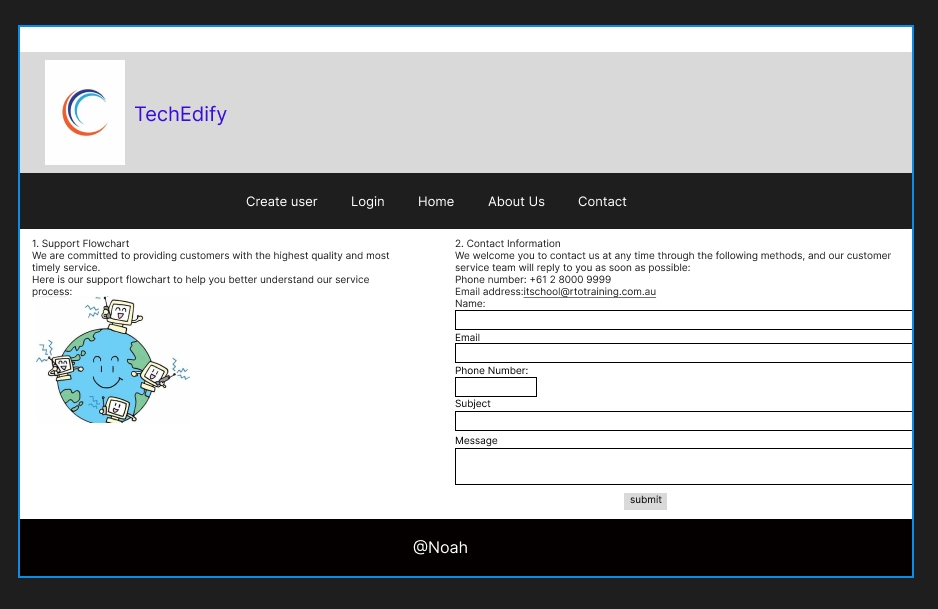 TechEdify
Create user Login Home About Us Contact
1. Support Flowchart
We are committed to providing customers with the highest quality and most
timely service.
Here is our support flowchart to help you better understand our service
process:
2. Contact Information
We welcome you to contact us at any time through the following methods, and our customer
service team will reply to you as soon as possible:
Phone number: +61 2 8000 9999
Email address:itschool@rtotraining.com.au
Name:
Email
Phone Number:
Subject
Message
submit
@Noah